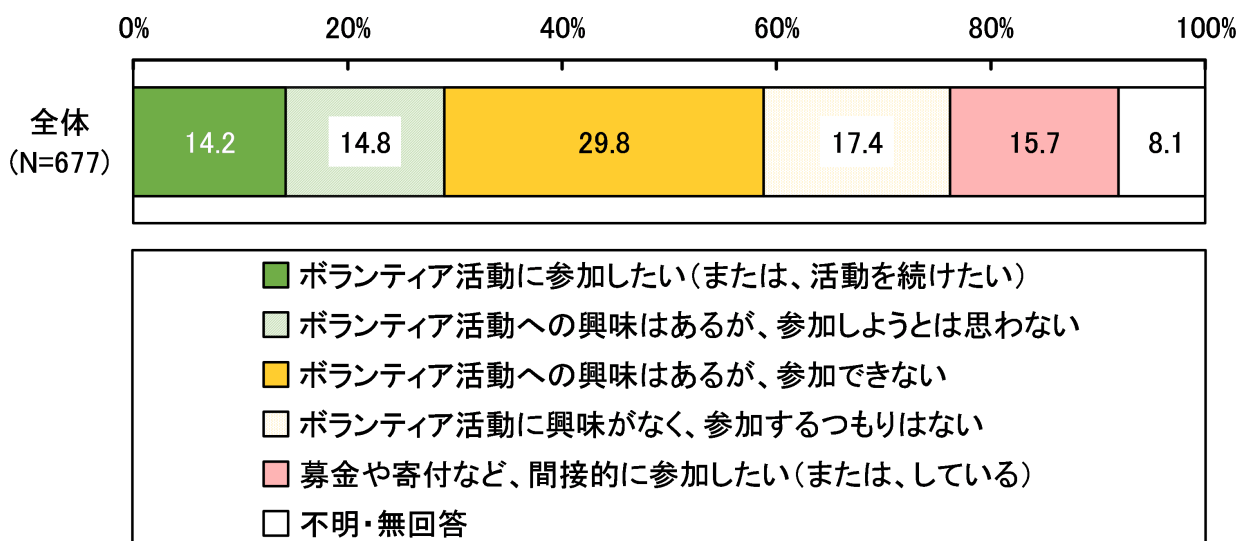 0% 20% 40% 60% 80% 100%
全体
(N=677)
14.2 14.8 29.8 17.4 15.7 8.1
ボランティア活動に参加したい(または、活動を続けたい)
ボランティア活動への興味はあるが、参加しようとは思わない
ボランティア活動への興味はあるが、参加できない
ボランティア活動に興味がなく、参加するつもりはない
募金や寄付など、間接的に参加したい(または、している)
不明・無回答